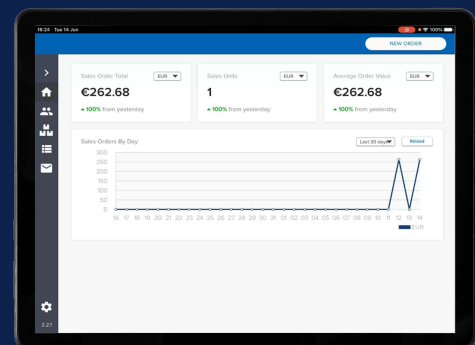 16:24 Tue 14 Jun
100%
NEW ORDER
Sales Order Total
EUR
€262.68
100% from yesterday
Sales Units
EUR
1
100% from yesterday
Average Order Value
EUR
€262.68
100% from yesterday
Sales Orders By Day
Last 30 days
Reload
300
250
200
150
100
50
0
16 17 18 19 20 21 22 23 24 25 26 27 28 29 30 31 01 02 03 04 05 06 07 08 09 10 11 12 13 14
EUR
2.2.1